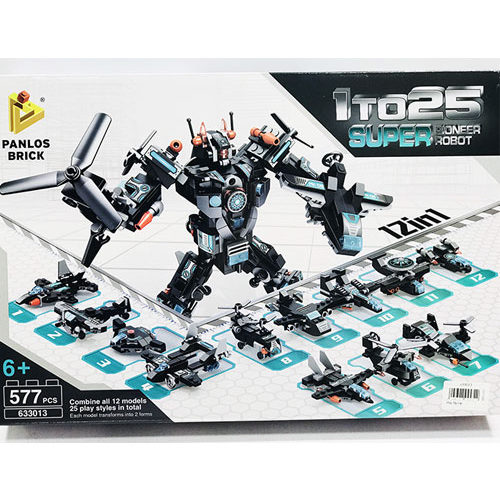 PANLOS
BRICK
®
1TO25
SUPER PIONEER
ROBOT
12in1
1
2
3
4
5
6
7
8
9
10
11
12
6+
577 PCS
633013
Combine all 12 models
25 play styles in total
Each model transforms into 2 forms